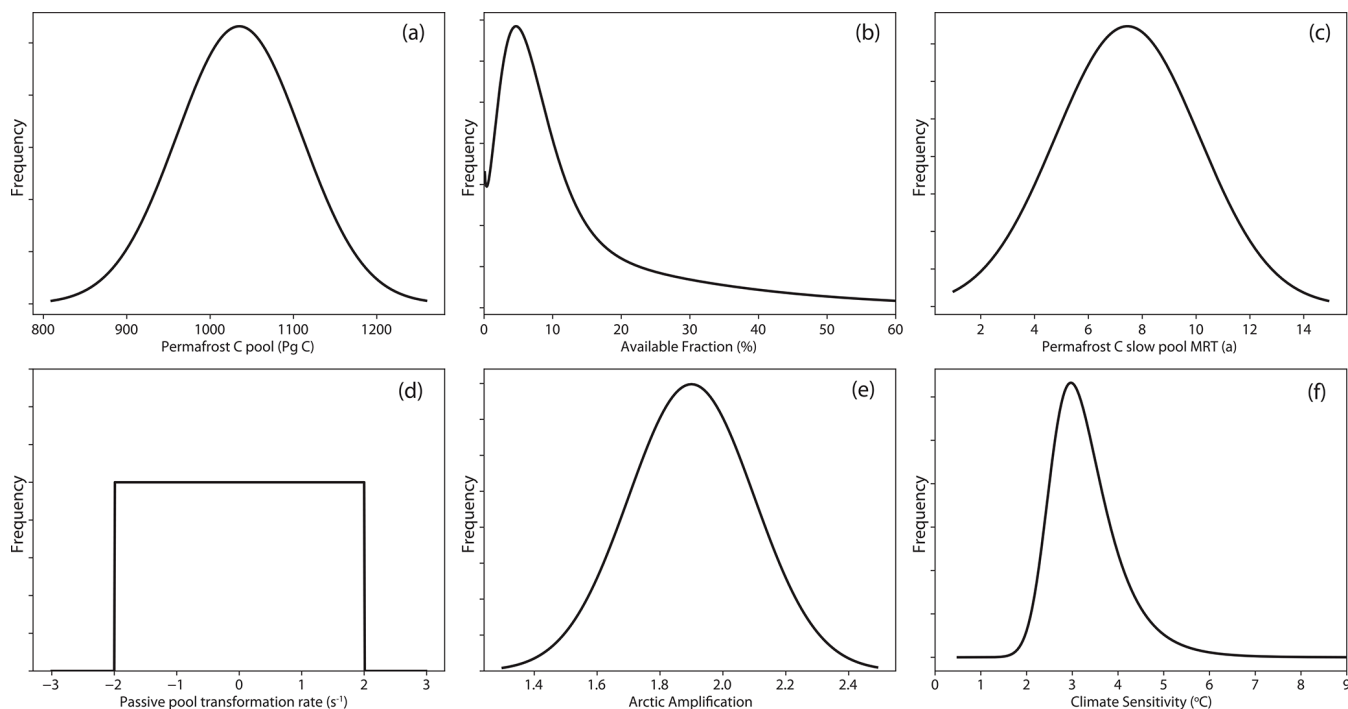 (a)
Frequency
800 900 1000 1100 1200
Permafrost C pool (Pg C)
(b)
Frequency
0 10 20 30 40 50 60
Available Fraction (%)
(c)
Frequency
2 4 6 8 10 12 14
Permafrost C slow pool MRT (a)
(d)
Frequency
−3 −2 −1 0 1 2 3
Passive pool transformation rate (s⁻¹)
(e)
Frequency
1.4 1.6 1.8 2.0 2.2 2.4
Arctic Amplification
(f)
Frequency
0 1 2 3 4 5 6 7 8 9
Climate Sensitivity (ºC)